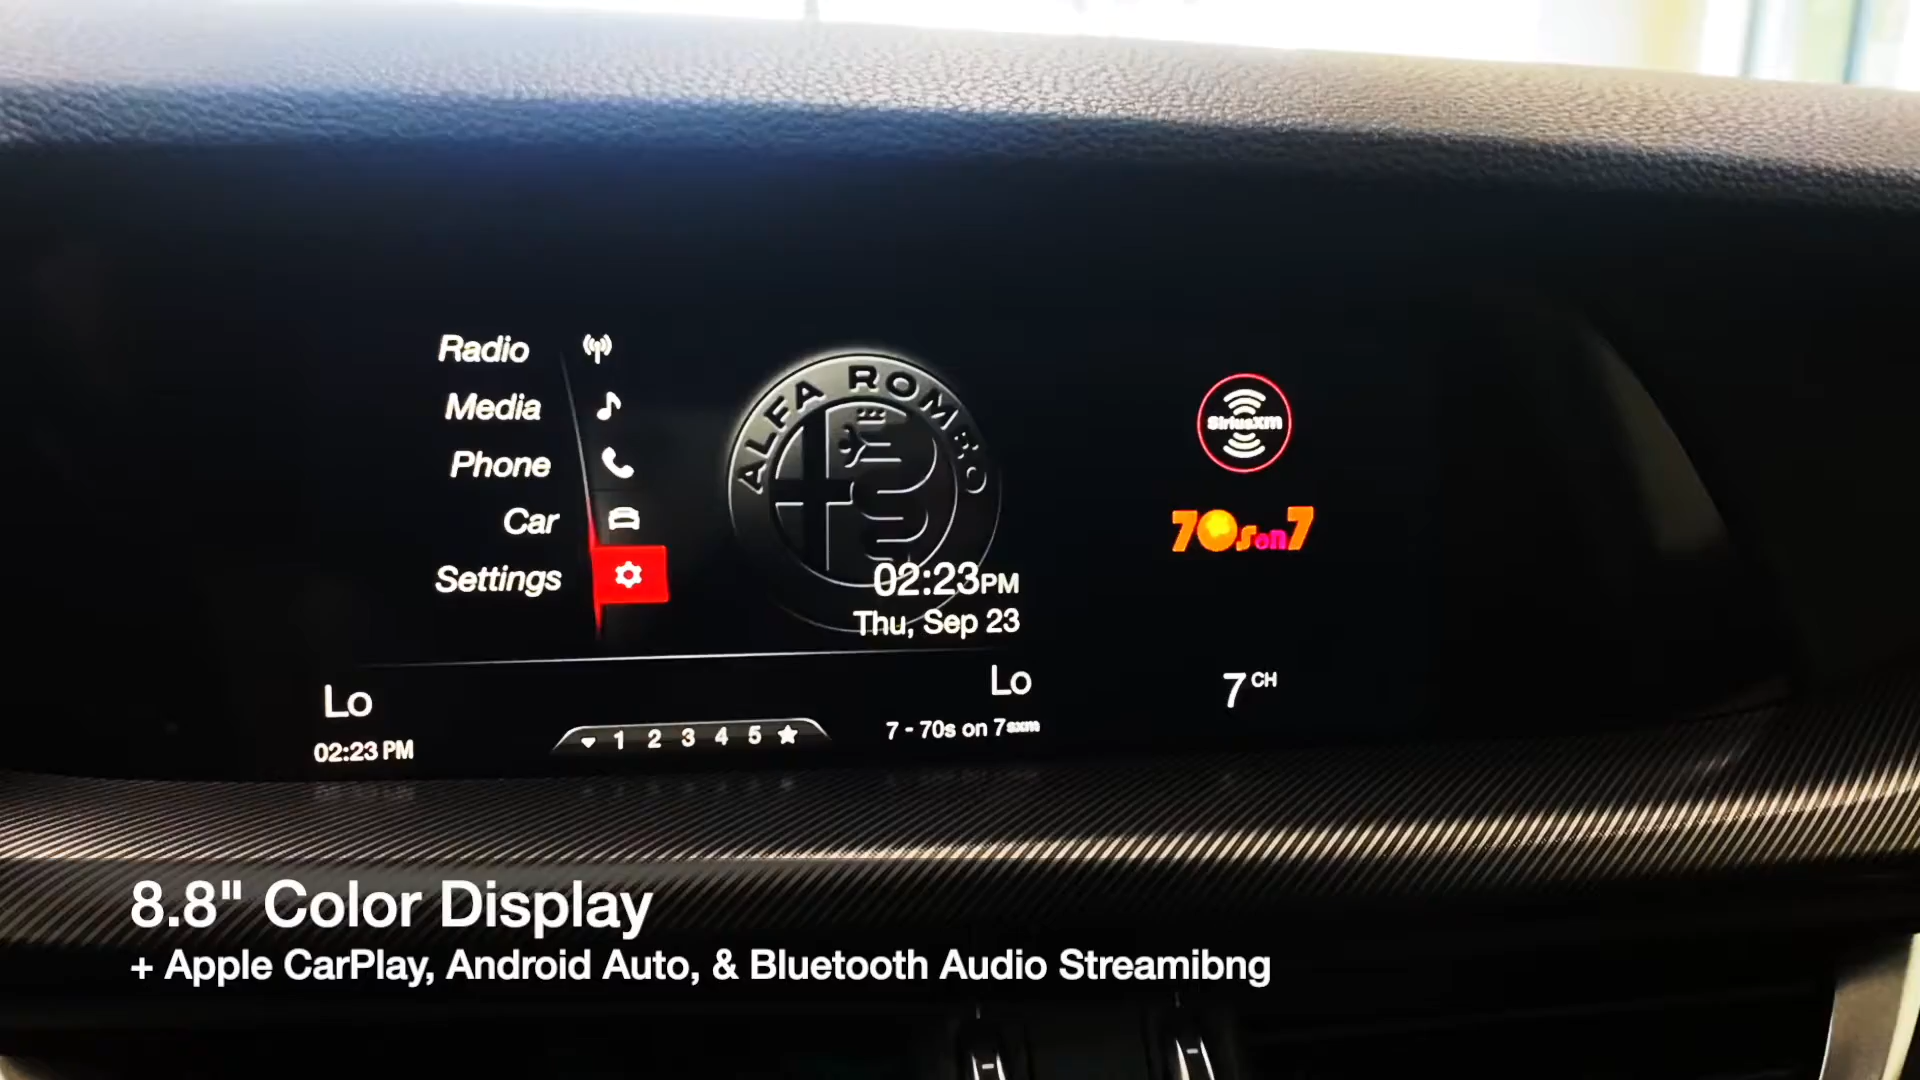 Radio
Media
Phone
Car
Settings
ALFA ROMEO
02:23PM
Thu, Sep 23
SiriusXM
70s on 7
Lo
Lo
7CH
02:23 PM
1 2 3 4 5
7 - 70s on 7sxm
8.8" Color Display
+ Apple CarPlay, Android Auto, & Bluetooth Audio Streamibng